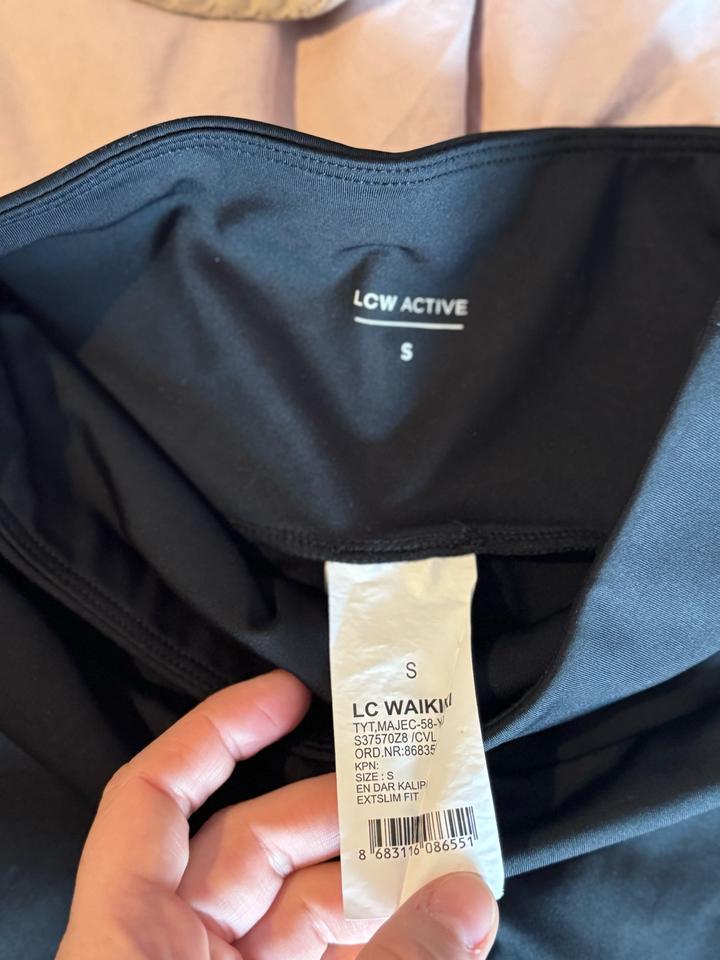 LCW ACTIVE
S
S
LC WAIKIKI
TYT,MAJEC-58-
S37570Z8 /CVL
ORD.NR:86835
KPN:
SIZE : S
EN DAR KALIP
EXTSLIM FIT
8 683116 086551